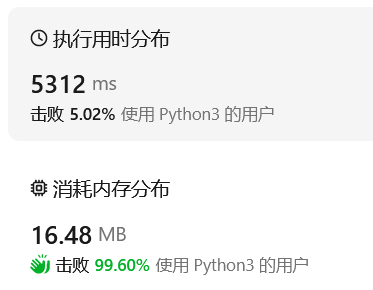 执行用时分布
5312 ms
击败 5.02% 使用 Python3 的用户
消耗内存分布
16.48 MB
击败 99.60% 使用 Python3 的用户